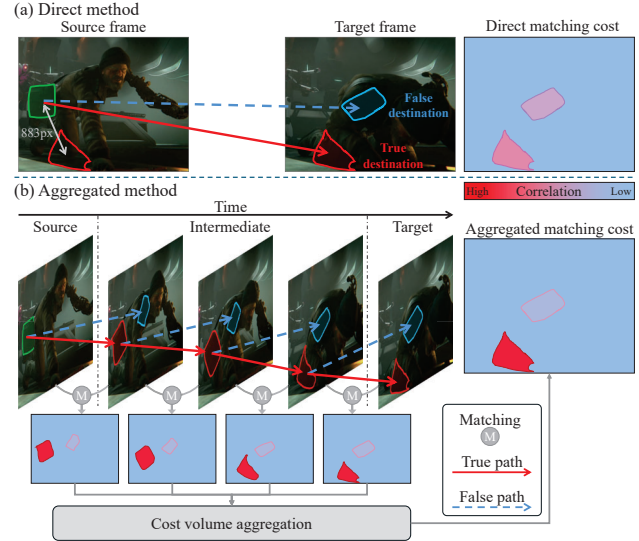 (a) Direct method
Source frame
Target frame
Direct matching cost
883px
False
destination
True
destination
High
Correlation
Low
(b) Aggregated method
Time
Source
Intermediate
Target
Aggregated matching cost
M
M
M
M
Matching
M
True path
False path
Cost volume aggregation